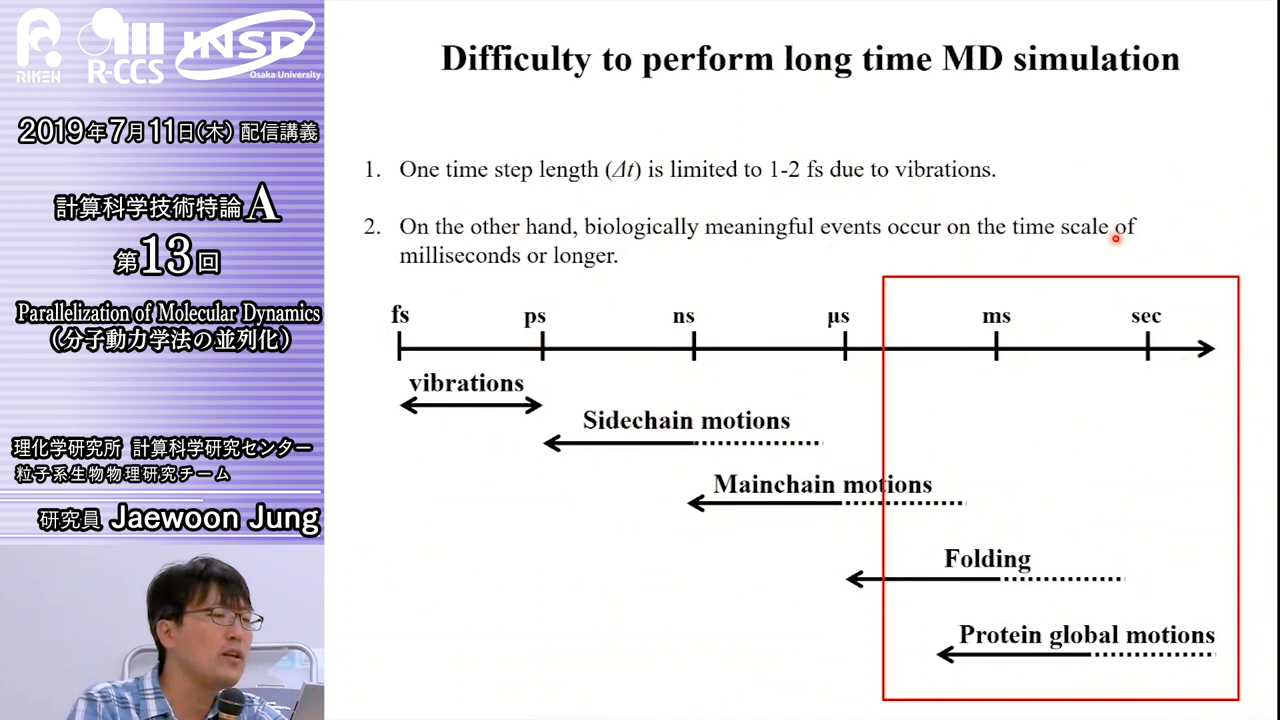 RIKEN
R-CCS
INSD
Osaka University
2019年7月11日(木) 配信講義
計算科学技術特論A
第13回
Parallelization of Molecular Dynamics
(分子動力学法の並列化)
理化学研究所 計算科学研究センター
粒子系生物物理研究チーム
研究員 Jaewoon Jung
Difficulty to perform long time MD simulation
1. One time step length (Δt) is limited to 1-2 fs due to vibrations.
2. On the other hand, biologically meaningful events occur on the time scale of
milliseconds or longer.
fs ps ns μs ms sec
vibrations
Sidechain motions
Mainchain motions
Folding
Protein global motions